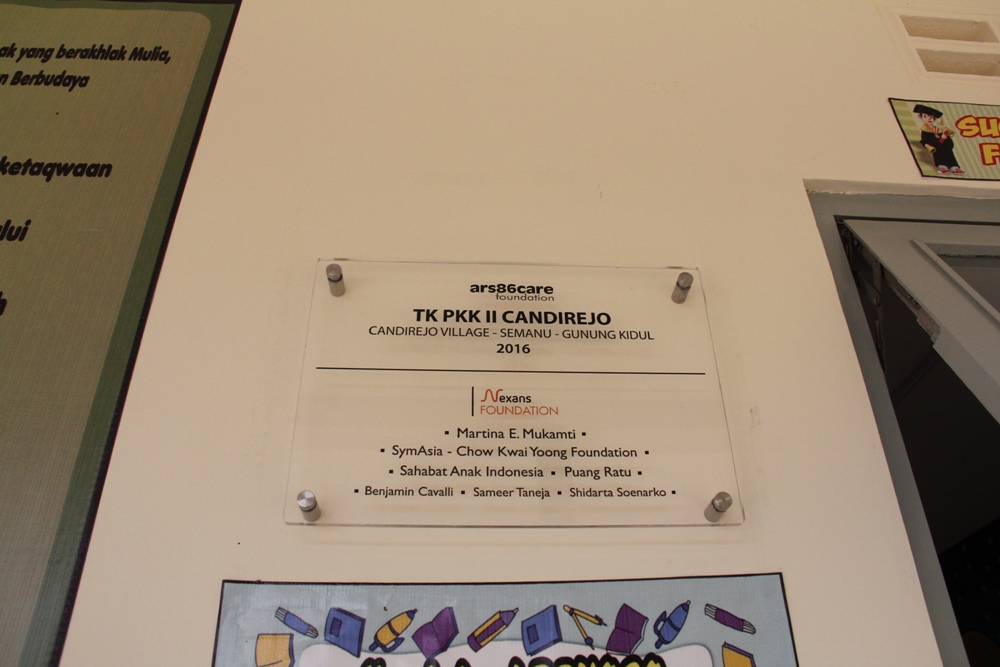 ak yang berakhlak Mulia,
n Berbudaya
ketaqwaan
lui
h
ars86care
foundation
TK PKK II CANDIREJO
CANDIREJO VILLAGE - SEMANU - GUNUNG KIDUL
2016
Nexans
FOUNDATION
▪ Martina E. Mukamti ▪
▪ SymAsia - Chow Kwai Yoong Foundation ▪
▪ Sahabat Anak Indonesia ▪ Puang Ratu ▪
▪ Benjamin Cavalli ▪ Sameer Taneja ▪ Shidarta Soenarko ▪
SU
F